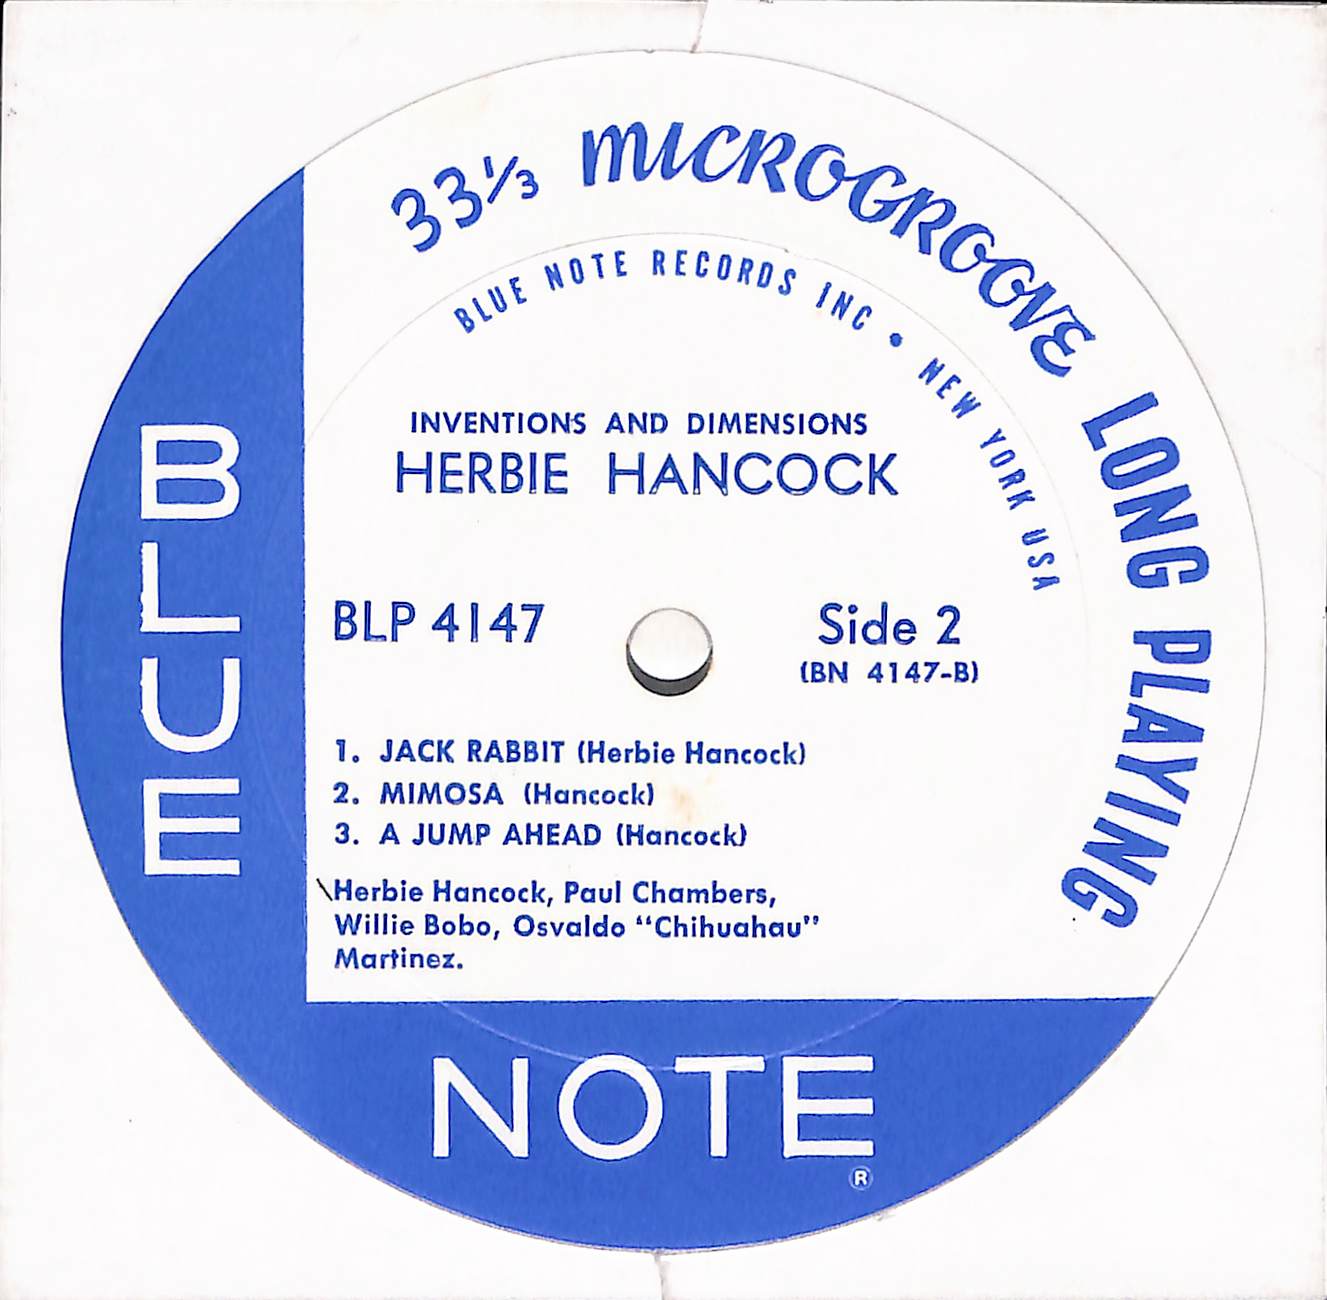 33⅓ MICROGROOVE LONG PLAYING
BLUE NOTE RECORDS INC • NEW YORK USA
INVENTIONS AND DIMENSIONS
HERBIE HANCOCK
BLP 4147
Side 2
(BN 4147-B)
1. JACK RABBIT (Herbie Hancock)
2. MIMOSA (Hancock)
3. A JUMP AHEAD (Hancock)
Herbie Hancock, Paul Chambers,
Willie Bobo, Osvaldo "Chihuahau"
Martinez.
BLUE
NOTE
®